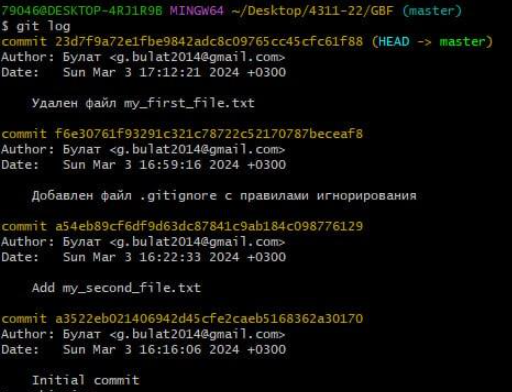 79046@DESKTOP-4RJ1R9B MINGW64 ~/Desktop/4311-22/GBF (master)
$ git log
commit 23d7f9a72e1fbe9842adc8c09765cc45cfc61f88 (HEAD -> master)
Author: Булат <g.bulat2014@gmail.com>
Date:   Sun Mar 3 17:12:21 2024 +0300
Удален файл my_first_file.txt
commit f6e30761f93291c321c78722c52170787beceaf8
Author: Булат <g.bulat2014@gmail.com>
Date:   Sun Mar 3 16:59:16 2024 +0300
Добавлен файл .gitignore с правилами игнорирования
commit a54eb89cf6df9d63dc87841c9ab184c098776129
Author: Булат <g.bulat2014@gmail.com>
Date:   Sun Mar 3 16:22:33 2024 +0300
Add my_second_file.txt
commit a3522eb021406942d45cfe2caeb5168362a30170
Author: Булат <g.bulat2014@gmail.com>
Date:   Sun Mar 3 16:16:06 2024 +0300
Initial commit